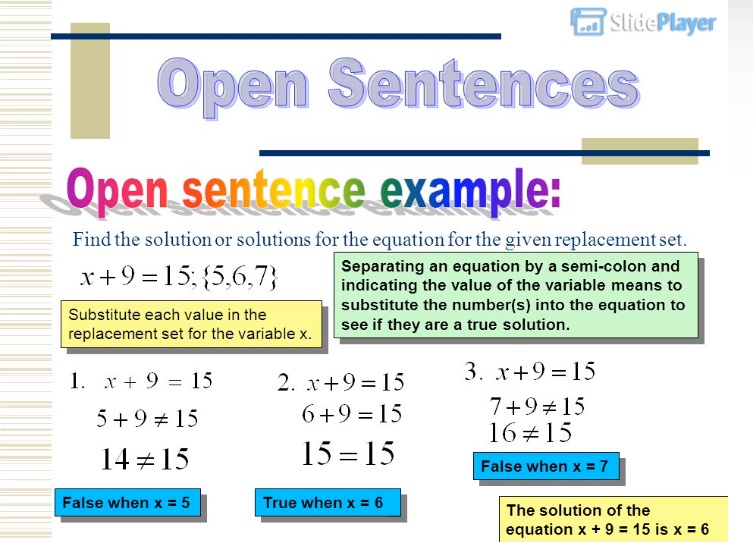 SlidePlayer
Open Sentences
Open sentence example:
Find the solution or solutions for the equation for the given replacement set.
x + 9 = 15; {5,6,7}
Separating an equation by a semi-colon and
indicating the value of the variable means to
substitute the number(s) into the equation to
see if they are a true solution.
Substitute each value in the
replacement set for the variable x.
1. x + 9 = 15
5 + 9 ≠ 15
14 ≠ 15
False when x = 5
2. x + 9 = 15
6 + 9 = 15
15 = 15
True when x = 6
3. x + 9 = 15
7 + 9 ≠ 15
16 ≠ 15
False when x = 7
The solution of the
equation x + 9 = 15 is x = 6